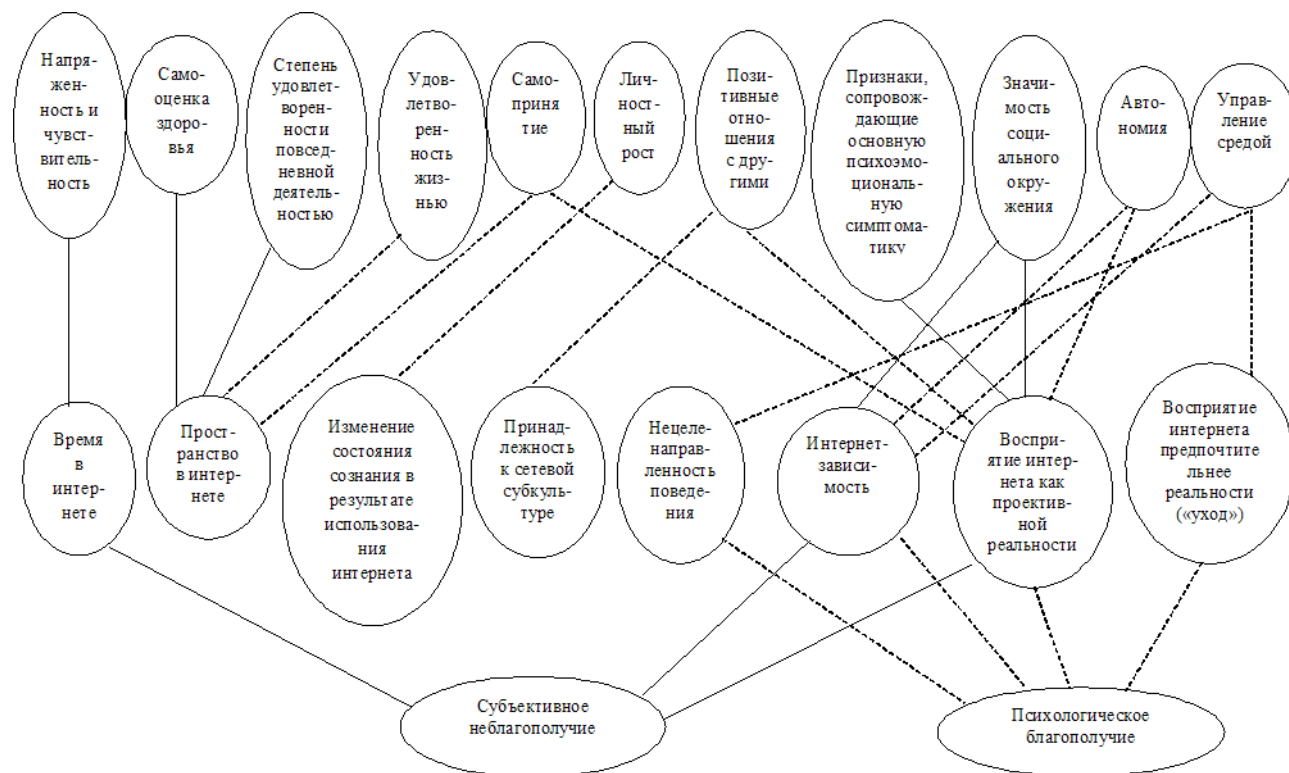 Напря-
жен-
ность и
чувст-
витель-
ность
Само-
оценка
здоро-
вья
Степень
удовлет-
ворен-
ности
повсед-
невной
деятель-
ностью
Удов-
летво-
рен-
ность
жиз-
нью
Само-
приня
тие
Лич-
ност-
ный
рост
Пози-
тивные
отно-
шения
с дру-
гими
Признаки,
сопровож-
дающие
основную
психоэмо-
циональ-
ную
симптома-
тику
Значи-
мость
соци-
ального
окру-
жения
Авто-
номия
Управ-
ление
средой
Время
в
интер-
нете
Прост-
ранство
в интер-
нете
Изменение
состояния
сознания в
результате
использова-
ния
интернета
Принад-
лежность
к сетевой
субкуль-
туре
Нецеле-
направ-
ленность
поведе-
ния
Интернет-
зависи-
мость
Восприя-
ятие интер-
нета как
проектив-
ной
реальности
Восприятие
интернета
предпочтите
льнее
реальности
(«уход»)
Субъективное
неблагополучие
Психологическое
благополучие